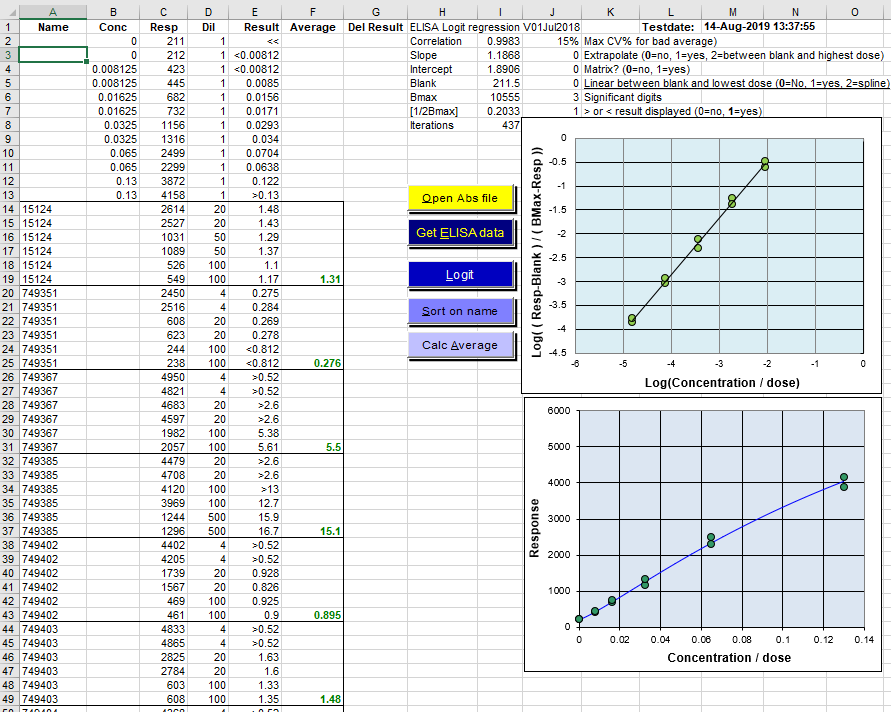 A B C D E F G H I J K L M N O
1 Name Conc Resp Dil Result Average Del Result ELISA Logit regression V01Jul2018 Testdate: 14-Aug-2019 13:37:55
2 0 211 1 << Correlation 0.9983 15% Max CV% for bad average)
3 0 212 1 <0.00812 Slope 1.1868 0 Extrapolate (0=no, 1=yes, 2=between blank and highest dose)
4 0.008125 423 1 <0.00812 Intercept 1.8906 0 Matrix? (0=no, 1=yes)
5 0.008125 445 1 0.0085 Blank 211.5 0 Linear between blank and lowest dose (0=No, 1=yes, 2=spline)
6 0.01625 682 1 0.0156 Bmax 10555 3 Significant digits
7 0.01625 732 1 0.0171 [1/2Bmax] 0.2033 1 > or < result displayed (0=no, 1=yes)
8 0.0325 1156 1 0.0293 Iterations 437
9 0.0325 1316 1 0.034
10 0.065 2499 1 0.0704
11 0.065 2299 1 0.0638
12 0.13 3872 1 0.122
13 0.13 4158 1 >0.13
14 15124 2614 20 1.48
15 15124 2527 20 1.43
16 15124 1031 50 1.29
17 15124 1089 50 1.37
18 15124 526 100 1.1
19 15124 549 100 1.17 1.31
20 749351 2450 4 0.275
21 749351 2516 4 0.284
22 749351 608 20 0.269
23 749351 623 20 0.278
24 749351 244 100 <0.812
25 749351 238 100 <0.812 0.276
26 749367 4950 4 >0.52
27 749367 4821 4 >0.52
28 749367 4683 20 >2.6
29 749367 4597 20 >2.6
30 749367 1982 100 5.38
31 749367 2057 100 5.61 5.5
32 749385 4479 20 >2.6
33 749385 4708 20 >2.6
34 749385 4120 100 >13
35 749385 3969 100 12.7
36 749385 1244 500 15.9
37 749385 1296 500 16.7 15.1
38 749402 4402 4 >0.52
39 749402 4205 4 >0.52
40 749402 1739 20 0.928
41 749402 1567 20 0.826
42 749402 469 100 0.925
43 749402 461 100 0.9 0.895
44 749403 4833 4 >0.52
45 749403 4865 4 >0.52
46 749403 2825 20 1.63
47 749403 2784 20 1.6
48 749403 603 100 1.33
49 749403 608 100 1.35 1.48
Open Abs file
Get ELISA data
Logit
Sort on name
Calc Average
Log( ( Resp-Blank ) / ( BMax-Resp ))
0
-0.5
-1
-1.5
-2
-2.5
-3
-3.5
-4
-4.5
-6 -5 -4 -3 -2 -1 0
Log(Concentration / dose)
Response
6000
5000
4000
3000
2000
1000
0
0 0.02 0.04 0.06 0.08 0.1 0.12 0.14
Concentration / dose